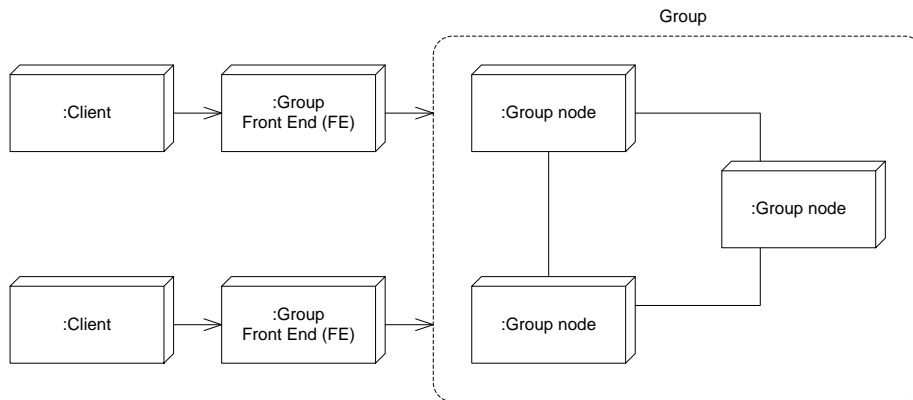 Group
:Client
:Group
Front End (FE)
:Group node
:Group node
:Client
:Group
Front End (FE)
:Group node